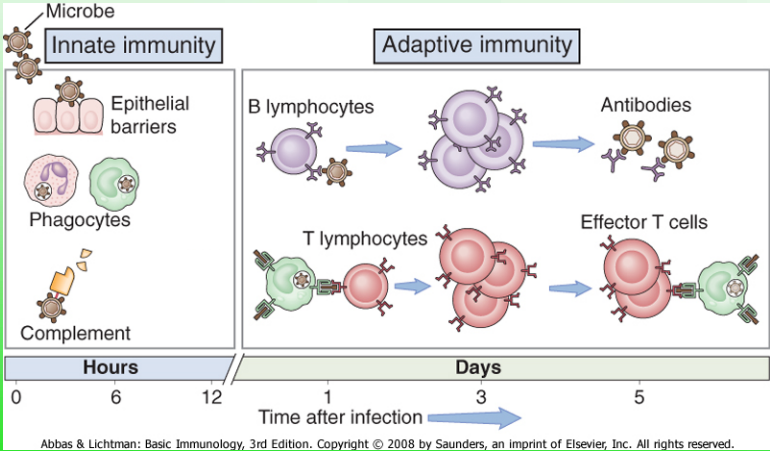 Microbe
Innate immunity
Adaptive immunity
Epithelial
barriers
Phagocytes
Complement
B lymphocytes
Antibodies
T lymphocytes
Effector T cells
Hours
Days
0 6 12 1 3 5
Time after infection
Abbas & Lichtman: Basic Immunology, 3rd Edition. Copyright © 2008 by Saunders, an imprint of Elsevier, Inc. All rights reserved.